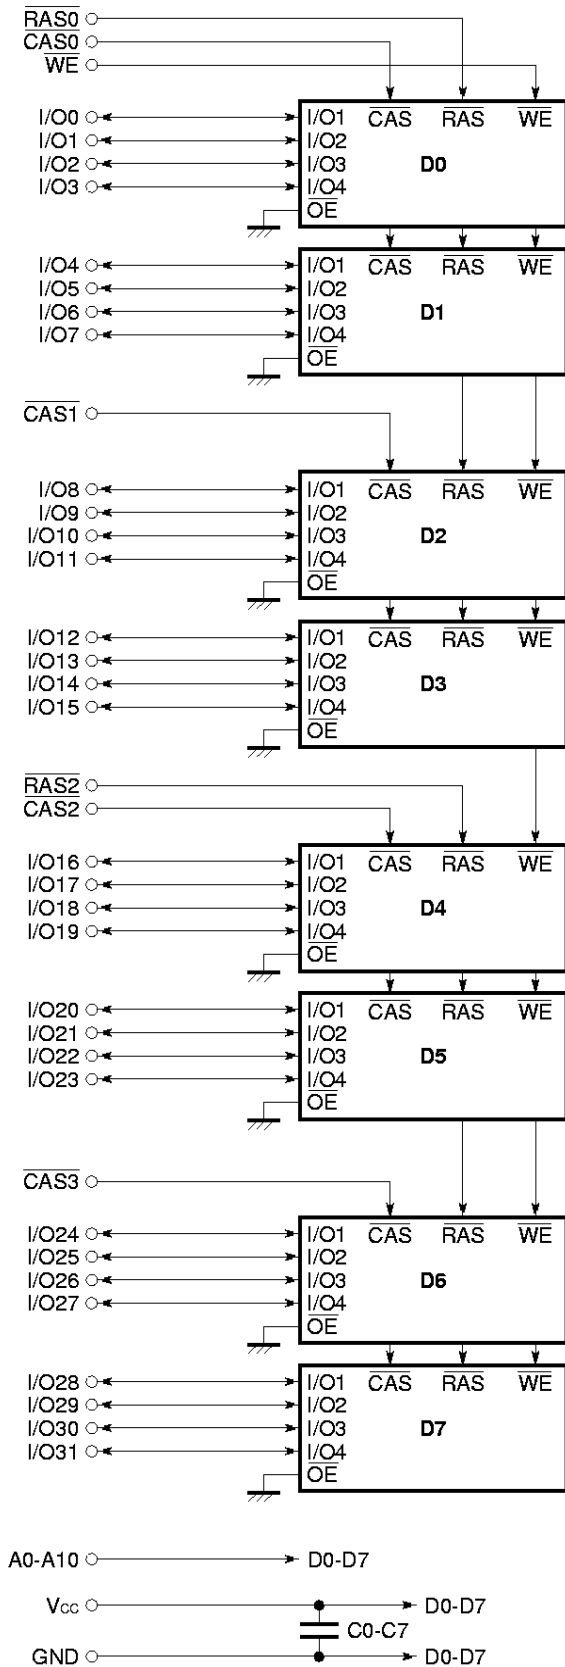 RAS0
CAS0
WE
I/O0 I/O1 CAS RAS WE
I/O1 I/O2
I/O2 I/O3 D0
I/O3 I/O4
OE
I/O4 I/O1 CAS RAS WE
I/O5 I/O2
I/O6 I/O3 D1
I/O7 I/O4
OE
CAS1
I/O8 I/O1 CAS RAS WE
I/O9 I/O2
I/O10 I/O3 D2
I/O11 I/O4
OE
I/O12 I/O1 CAS RAS WE
I/O13 I/O2
I/O14 I/O3 D3
I/O15 I/O4
OE
RAS2
CAS2
I/O16 I/O1 CAS RAS WE
I/O17 I/O2
I/O18 I/O3 D4
I/O19 I/O4
OE
I/O20 I/O1 CAS RAS WE
I/O21 I/O2
I/O22 I/O3 D5
I/O23 I/O4
OE
CAS3
I/O24 I/O1 CAS RAS WE
I/O25 I/O2
I/O26 I/O3 D6
I/O27 I/O4
OE
I/O28 I/O1 CAS RAS WE
I/O29 I/O2
I/O30 I/O3 D7
I/O31 I/O4
OE
A0-A10 D0-D7
Vcc D0-D7
C0-C7
GND D0-D7